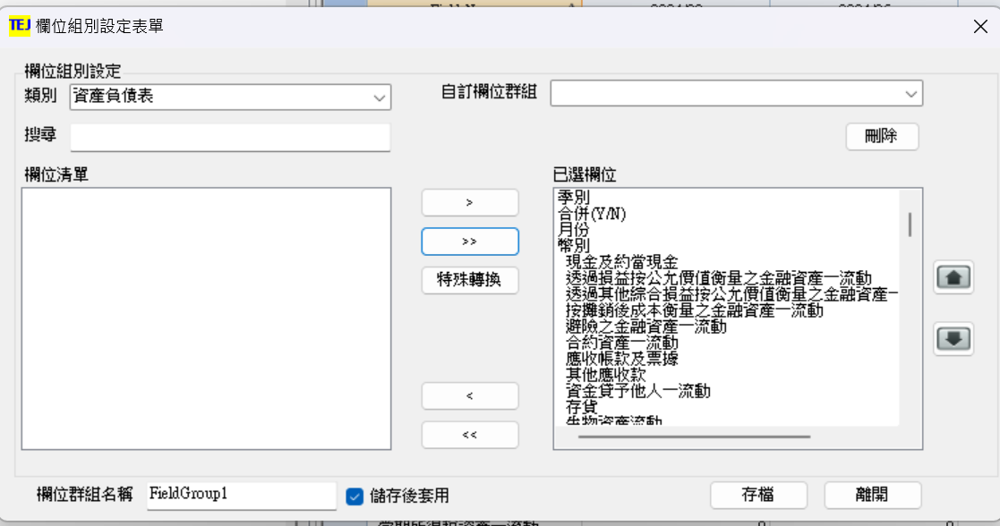 TEJ 欄位組別設定表單
欄位組別設定
類別 資產負債表
自訂欄位群組
搜尋
刪除
欄位清單
已選欄位
>
>>
特殊轉換
<
<<
季別
合併(Y/N)
月份
幣別
現金及約當現金
透過損益按公允價值衡量之金融資產－流動
透過其他綜合損益按公允價值衡量之金融資產－
按攤銷後成本衡量之金融資產－流動
避險之金融資產－流動
合約資產－流動
應收帳款及票據
其他應收款
資金貸予他人－流動
存貨
生物資產流動
欄位群組名稱 FieldGroup1
儲存後套用
存檔
離開